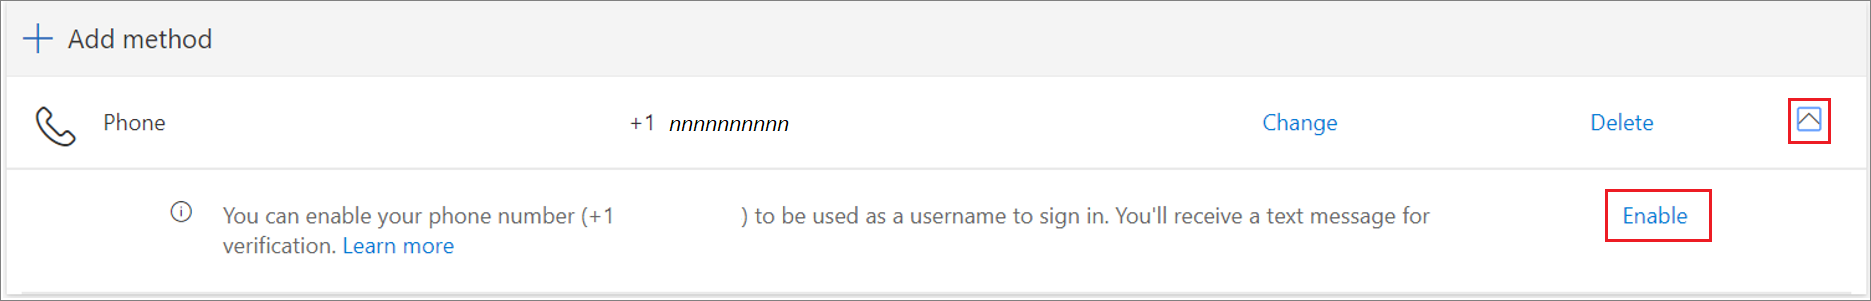 Add method
Phone +1 nnnnnnnnnn Change Delete
You can enable your phone number (+1 ) to be used as a username to sign in. You'll receive a text message for Enable
verification. Learn more